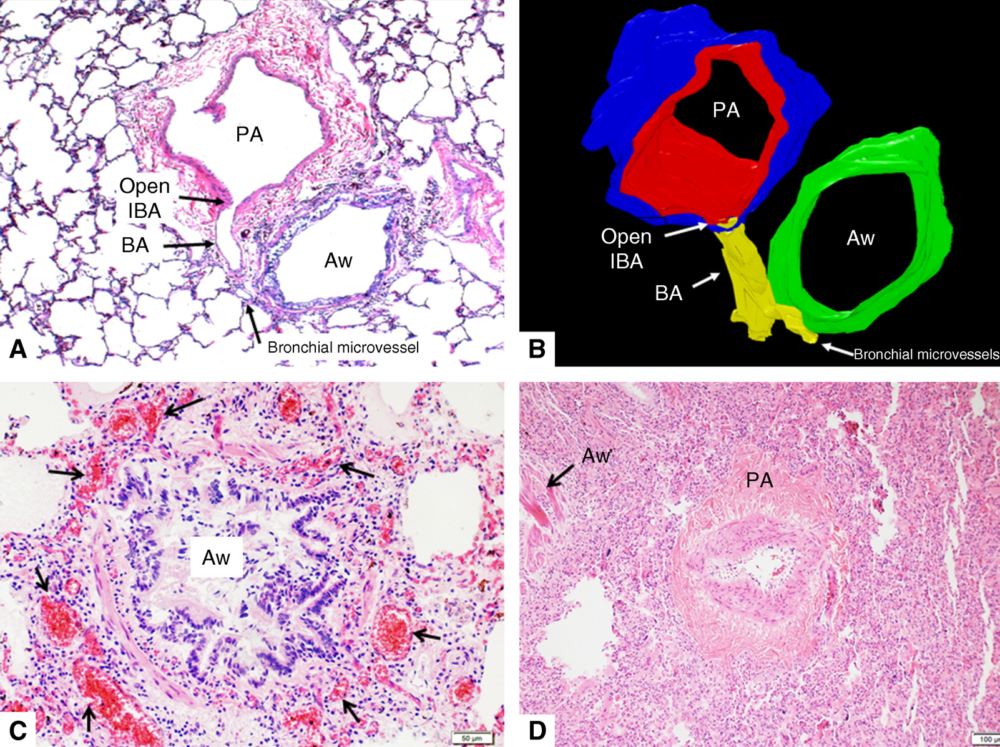 PA
Open
IBA
BA
Aw
Bronchial microvessel
A
PA
Open
IBA
BA
Aw
Bronchial microvessels
B
Aw
C
50 µm
Aw
PA
D
100 µ